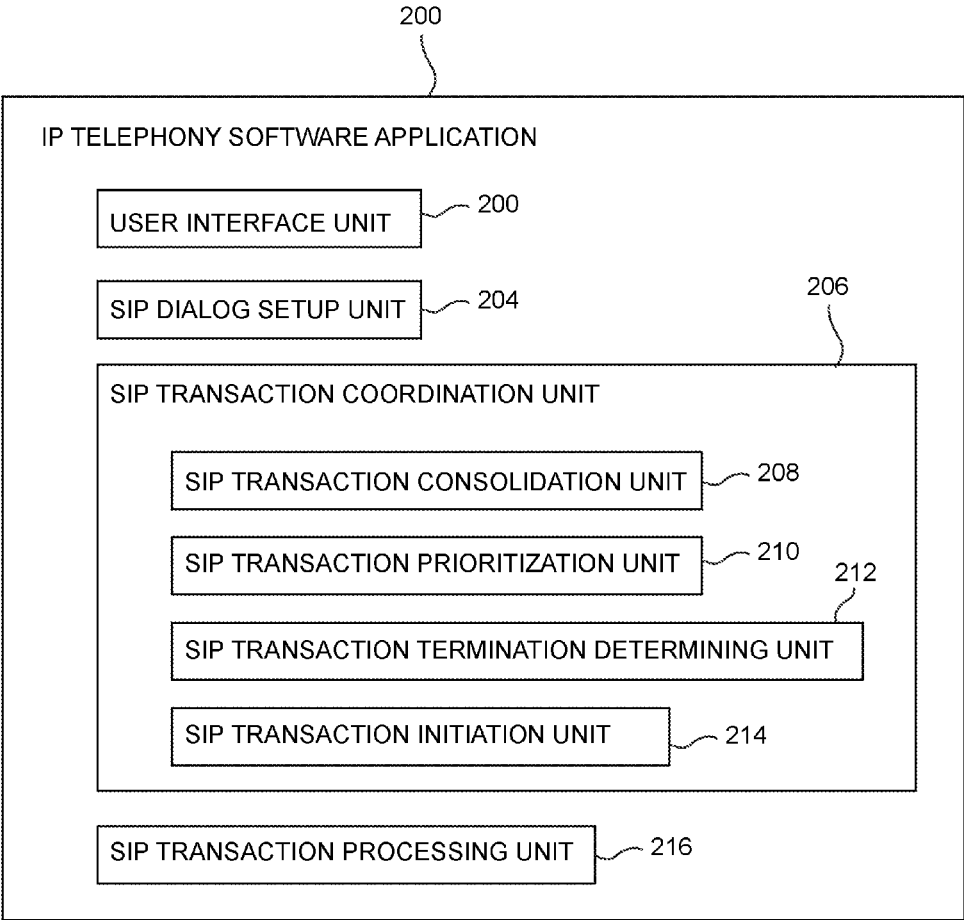 200
IP TELEPHONY SOFTWARE APPLICATION
USER INTERFACE UNIT 200
SIP DIALOG SETUP UNIT 204
206
SIP TRANSACTION COORDINATION UNIT
SIP TRANSACTION CONSOLIDATION UNIT 208
SIP TRANSACTION PRIORITIZATION UNIT 210
212
SIP TRANSACTION TERMINATION DETERMINING UNIT
SIP TRANSACTION INITIATION UNIT 214
SIP TRANSACTION PROCESSING UNIT 216